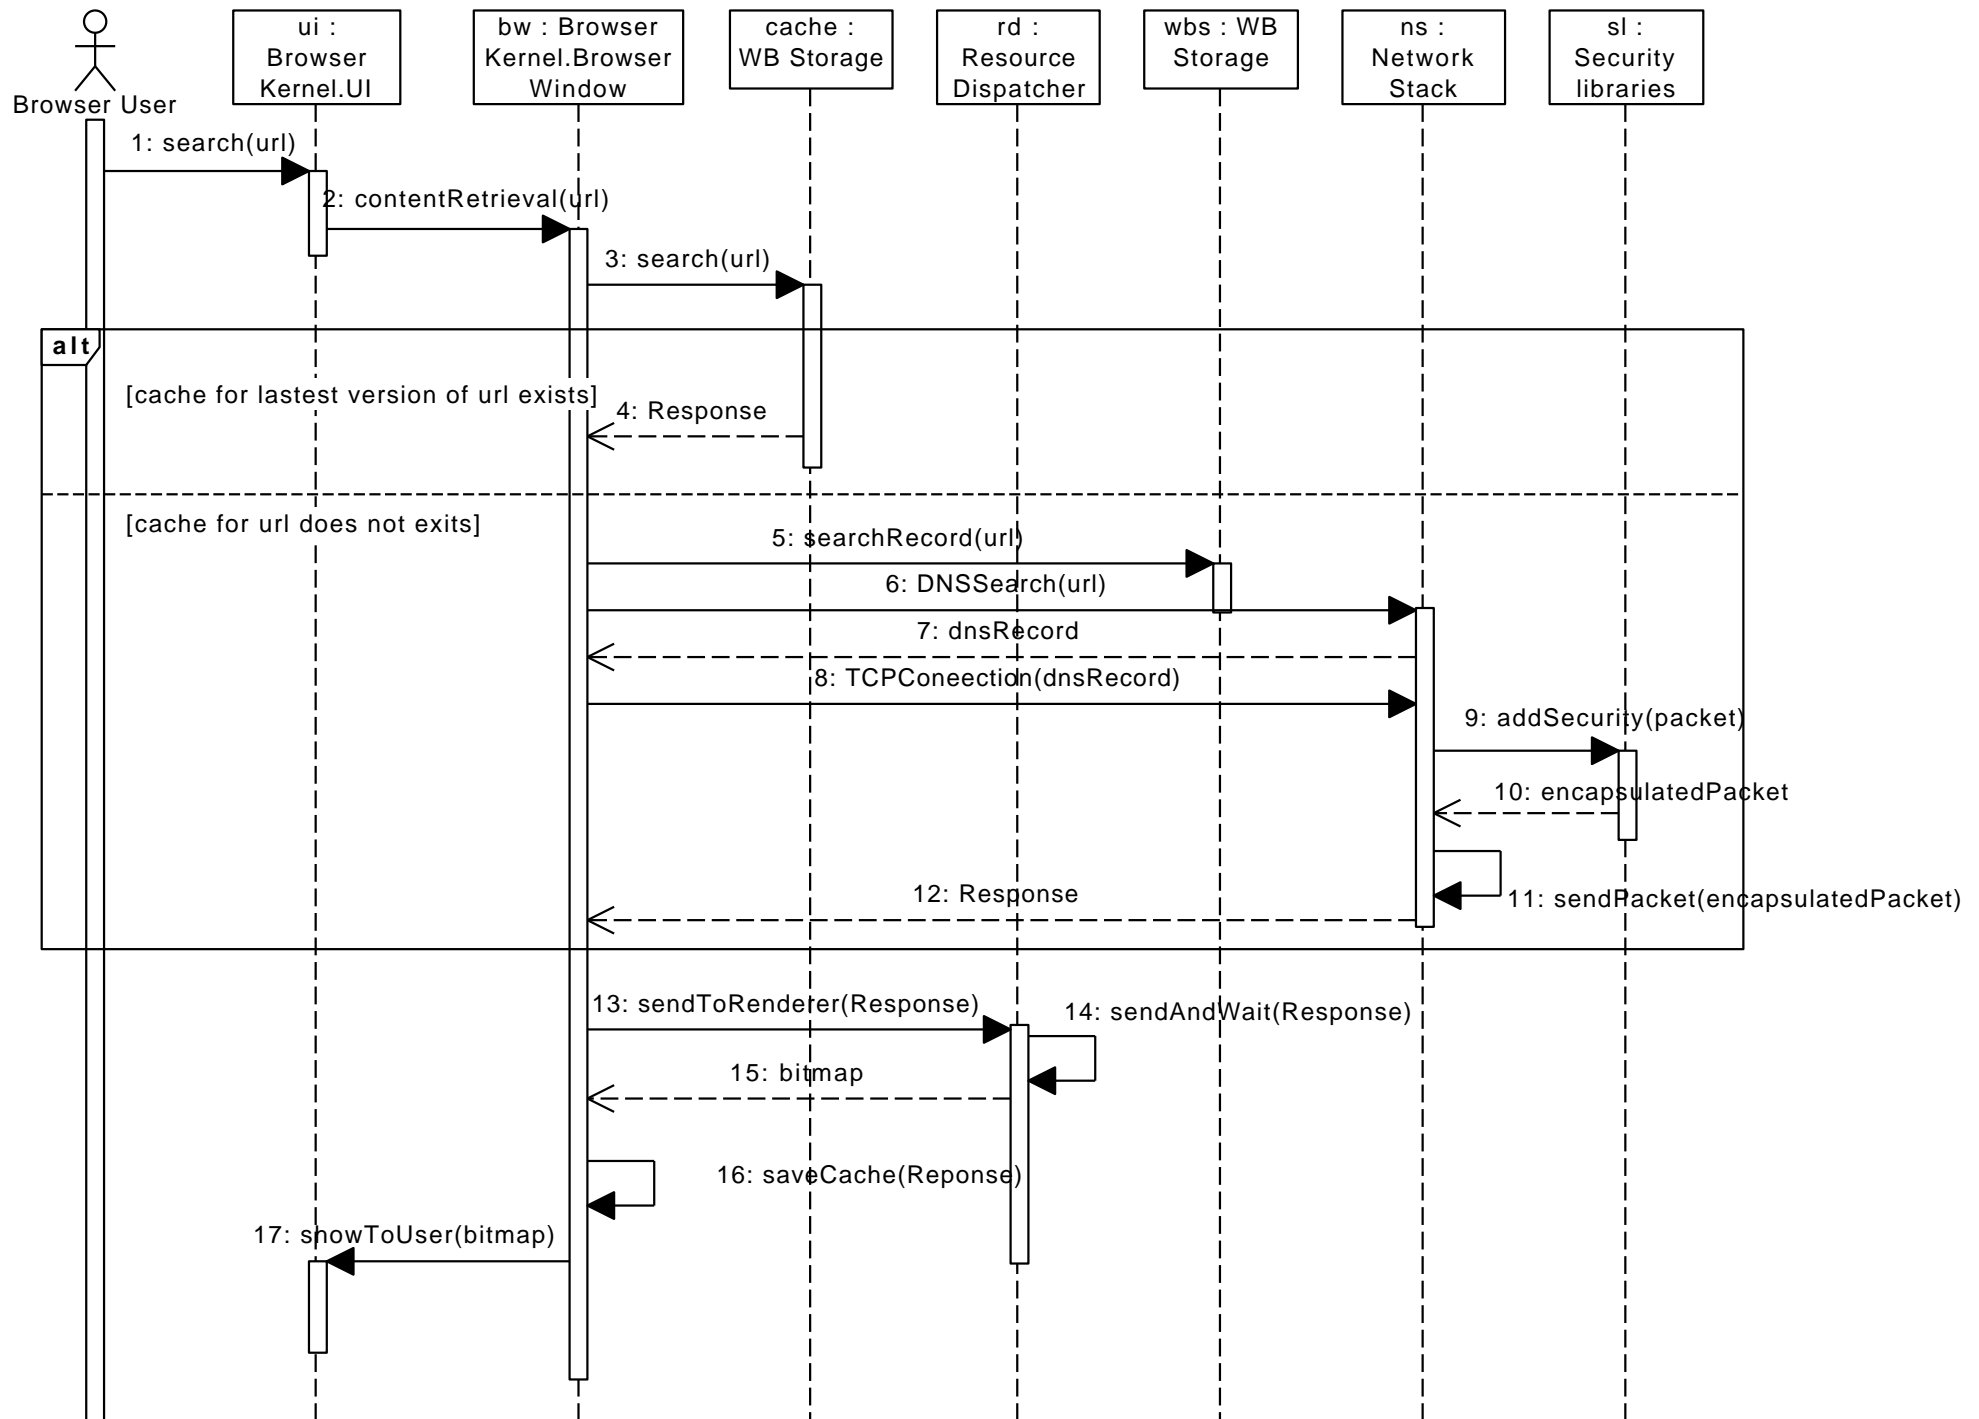 ui :
Browser
Kernel.UI
bw : Browser
Kernel.Browser
Window
cache :
WB Storage
rd :
Resource
Dispatcher
wbs : WB
Storage
ns :
Network
Stack
sl :
Security
libraries
Browser User
1: search(url)
2: contentRetrieval(url)
3: search(url)
alt
[cache for lastest version of url exists]
4: Response
[cache for url does not exits]
5: searchRecord(url)
6: DNSSearch(url)
7: dnsRecord
8: TCPConeection(dnsRecord)
9: addSecurity(packet)
10: encapsulatedPacket
12: Response
11: sendPacket(encapsulatedPacket)
13: sendToRenderer(Response)
14: sendAndWait(Response)
15: bitmap
16: saveCache(Reponse)
17: showToUser(bitmap)